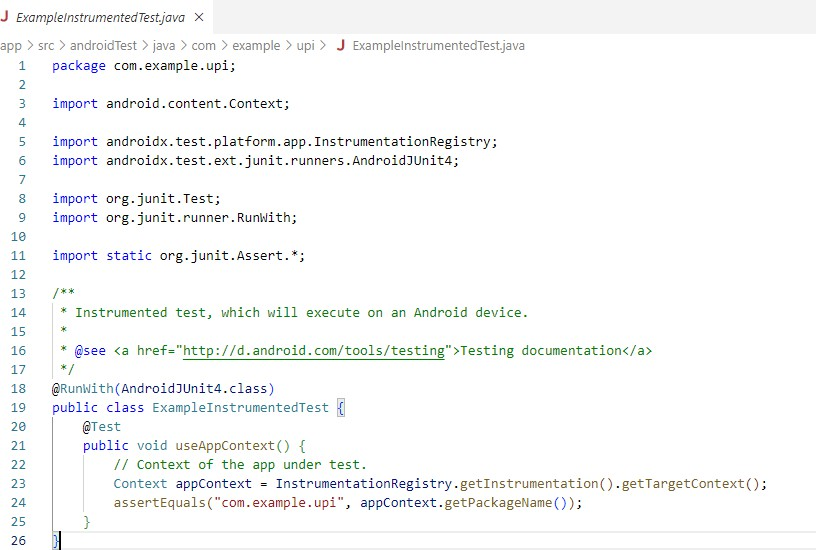 J ExampleInstrumentedTest.java ×
app > src > androidTest > java > com > example > upi > J ExampleInstrumentedTest.java
1 package com.example.upi;
2
3 import android.content.Context;
4
5 import androidx.test.platform.app.InstrumentationRegistry;
6 import androidx.test.ext.junit.runners.AndroidJUnit4;
7
8 import org.junit.Test;
9 import org.junit.runner.RunWith;
10
11 import static org.junit.Assert.*;
12
13 /**
14  * Instrumented test, which will execute on an Android device.
15  *
16  * @see <a href="http://d.android.com/tools/testing">Testing documentation</a>
17  */
18 @RunWith(AndroidJUnit4.class)
19 public class ExampleInstrumentedTest {
20     @Test
21     public void useAppContext() {
22         // Context of the app under test.
23         Context appContext = InstrumentationRegistry.getInstrumentation().getTargetContext();
24         assertEquals("com.example.upi", appContext.getPackageName());
25     }
26 }